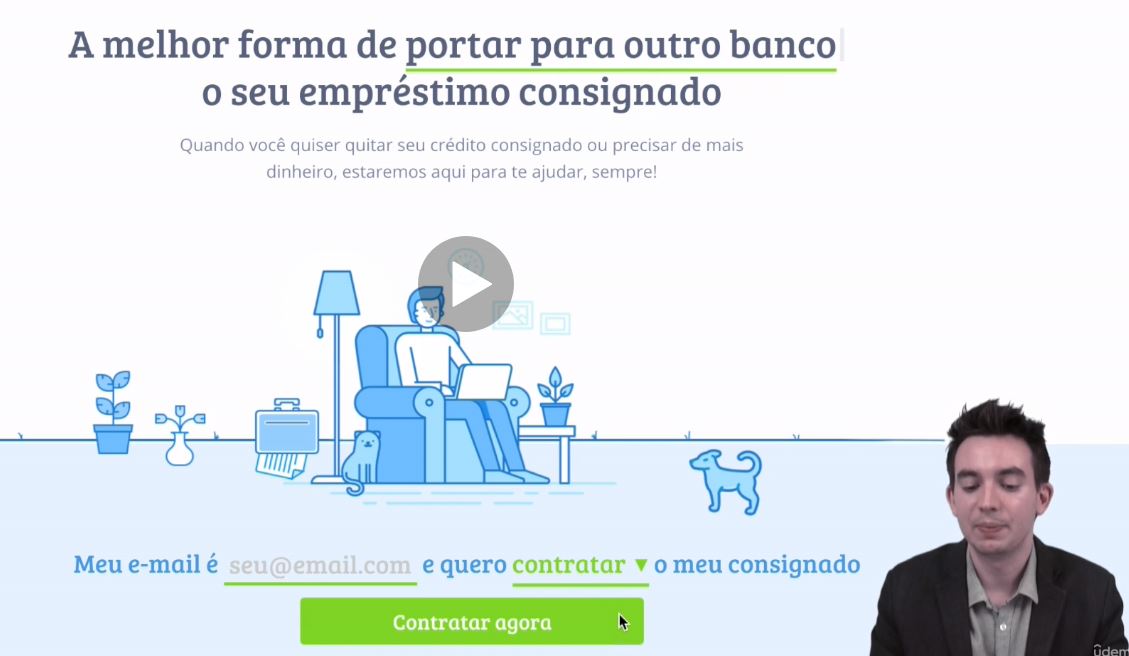 A melhor forma de portar para outro banco
o seu empréstimo consignado
Quando você quiser quitar seu crédito consignado ou precisar de mais
dinheiro, estaremos aqui para te ajudar, sempre!
Meu e-mail é seu@email.com e quero contratar ▼ o meu consignado
Contratar agora
udem